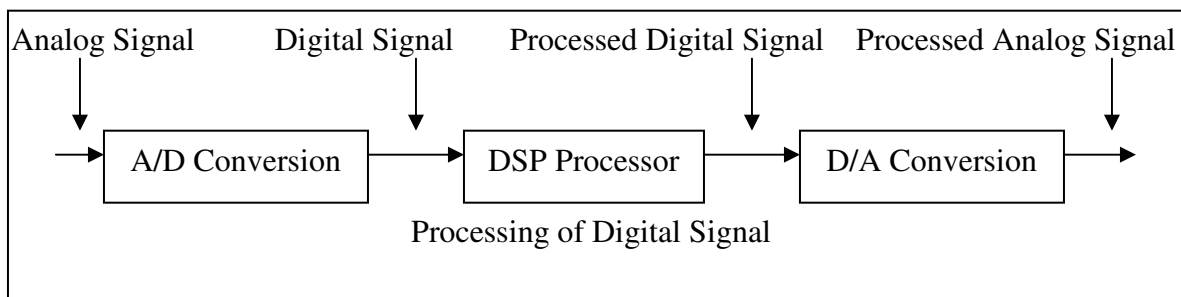 Analog Signal Digital Signal Processed Digital Signal Processed Analog Signal
A/D Conversion DSP Processor D/A Conversion
Processing of Digital Signal